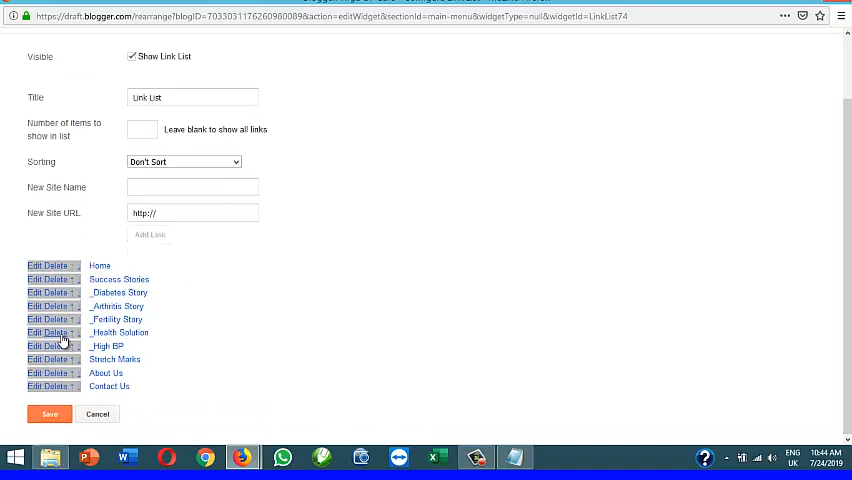 https://draft.blogger.com/rearrange?blogID=7033031176260980089&action=editWidget&sectionId=main-menu&widgetType=null&widgetId=LinkList74
Visible
Show Link List
Title
Link List
Number of items to
show in list
Leave blank to show all links
Sorting
Don't Sort
New Site Name
New Site URL
http://
Add Link
Edit Delete ↑ ↓ Home
Edit Delete ↑ ↓ Success Stories
Edit Delete ↑ ↓ _Diabetes Story
Edit Delete ↑ ↓ _Arthritis Story
Edit Delete ↑ ↓ _Fertility Story
Edit Delete ↑ ↓ _Health Solution
Edit Delete ↑ ↓ _High BP
Edit Delete ↑ ↓ Stretch Marks
Edit Delete ↑ ↓ About Us
Edit Delete ↑ ↓ Contact Us
Save
Cancel
ENG
UK
10:44 AM
7/24/2019